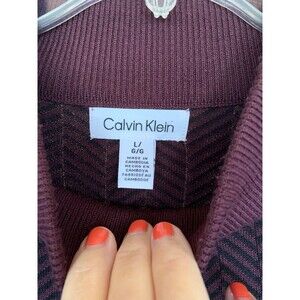 Calvin Klein
L/
G/G
MADE IN
CAMBODIA
HECHO EN
CAMBOYA
FABRIQUÉ AU
CAMBODGE